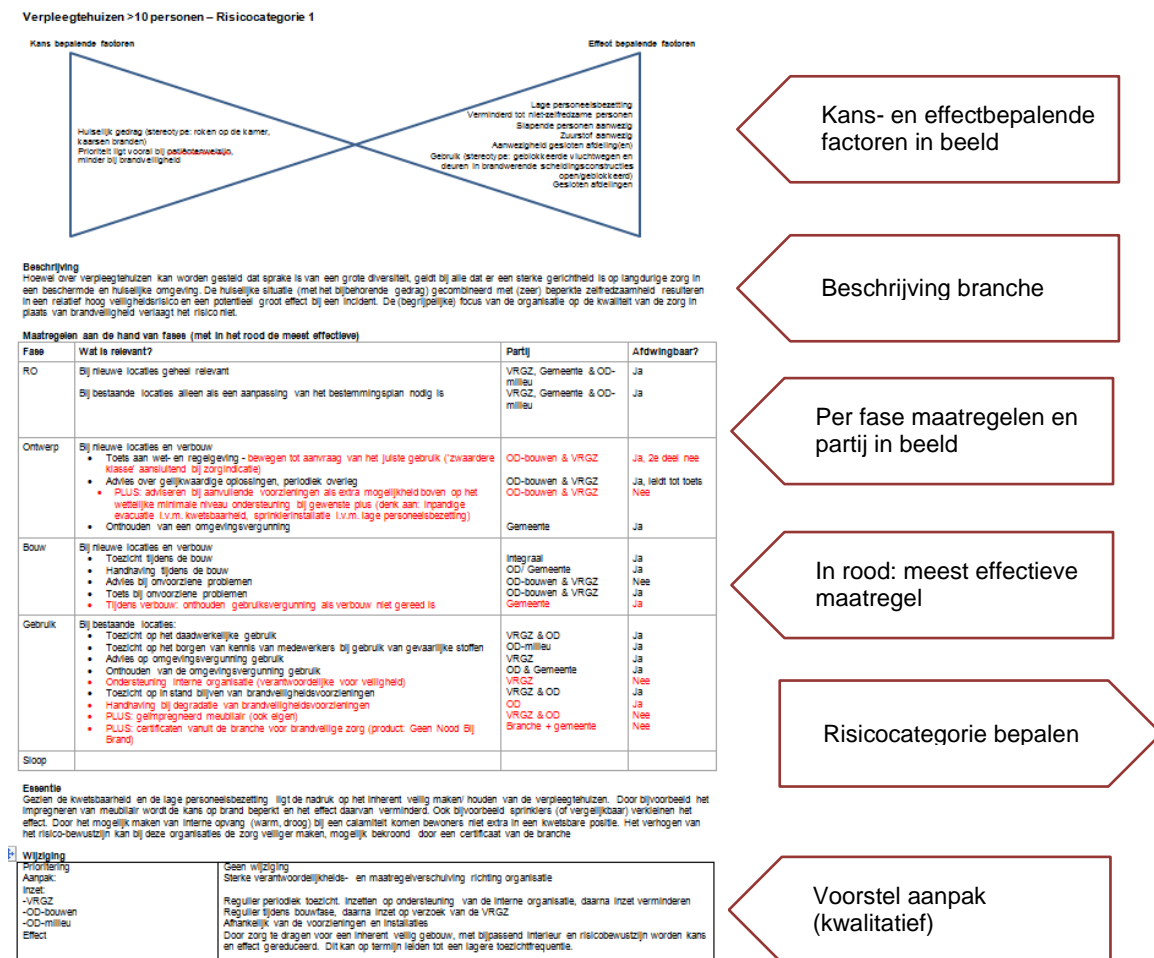 Verpleegtehuizen >10 personen – Risicocategorie 1
Kans bepalende factoren
Effect bepalende factoren
Huiselijk gedrag (stereotype: roken op de kamer,
kaarsen branden)
Prioriteit ligt vooral bij patiëntenwelzijn,
minder bij brandveiligheid
Lage personeelsbezetting
Verminderd tot niet-zelfredzame personen
Slapende personen aanwezig
Zuurstof aanwezig
Aanwezigheid gesloten afdeling(en)
Gebruik (stereotype: geblokkeerde vluchtwegen en
deuren in brandwerende scheidingsconstructies
open/geblokkeerd)
Gesloten afdelingen
Kans- en effectbepalende
factoren in beeld
Beschrijving
Hoewel over verpleegtehuizen kan worden gesteld dat sprake is van een grote diversiteit, geldt bij alle dat er een sterke gerichtheid is op langdurige zorg in
een beschermde en huiselijke omgeving. De huiselijke situatie (met het bijbehorende gedrag) gecombineerd met (zeer) beperkte zelfredzaamheid resulteren
in een relatief hoog veiligheidsrisico en een potentieel groot effect bij een incident. De (begrijpelijke) focus van de organisatie op de kwaliteit van de zorg in
plaats van brandveiligheid verlaagt het risico niet.
Beschrijving branche
Maatregelen aan de hand van fases (met in het rood de meest effectieve)
Fase Wat is relevant? Partij Afdwingbaar?
RO Bij nieuwe locaties geheel relevant VRGZ, Gemeente & OD- Ja
milieu
Bij bestaande locaties alleen als een aanpassing van het bestemmingsplan nodig is VRGZ, Gemeente & OD- Ja
milieu
Per fase maatregelen en
partij in beeld
Ontwerp Bij nieuwe locaties en verbouw
• Toets aan wet- en regelgeving - bewegen tot aanvraag van het juiste gebruik ('zwaardere OD-bouwen & VRGZ Ja, 2e deel nee
klasse' aansluitend bij zorgindicatie)
• Advies over gelijkwaardige oplossingen, periodiek overleg OD-bouwen & VRGZ Ja, leidt tot toets
• PLUS: adviseren bij aanvullende voorzieningen als extra mogelijkheid boven op het OD-bouwen & VRGZ Nee
wettelijke minimale niveau ondersteuning bij gewenste plus (denk aan: inpandige
evacuatie i.v.m. kwetsbaarheid, sprinklerinstallatie i.v.m. lage personeelsbezetting)
• Onthouden van een omgevingsvergunning Gemeente Ja
Bouw Bij nieuwe locaties en verbouw
• Toezicht tijdens de bouw Integraal Ja
• Handhaving tijdens de bouw OD/ Gemeente Ja
• Advies bij onvoorziene problemen OD-bouwen & VRGZ Nee
• Toets bij onvoorziene problemen OD-bouwen & VRGZ Ja
• Tijdens verbouw: onthouden gebruiksvergunning als verbouw niet gereed is Gemeente Ja
In rood: meest effectieve
maatregel
Gebruik Bij bestaande locaties:
• Toezicht op het daadwerkelijke gebruik VRGZ & OD Ja
• Toezicht op het borgen van kennis van medewerkers bij gebruik van gevaarlijke stoffen OD-milieu Ja
• Advies op omgevingsvergunning gebruik VRGZ Ja
• Onthouden van de omgevingsvergunning gebruik OD & Gemeente Ja
• Ondersteuning interne organisatie (verantwoordelijke voor veiligheid) VRGZ Nee
• Toezicht op in stand blijven van brandveiligheidsvoorzieningen VRGZ & OD Ja
• Handhaving bij degradatie van brandveiligheidsvoorzieningen OD Ja
• PLUS: geïmpregneerd meubilair (ook eigen) VRGZ & OD Nee
• PLUS: certificaten vanuit de branche voor brandveilige zorg (product: Geen Nood Bij Branche + gemeente Nee
Brand)
Sloop
Risicocategorie bepalen
Essentie
Gezien de kwetsbaarheid en de lage personeelsbezetting ligt de nadruk op het inherent veilig maken/ houden van de verpleegtehuizen. Door bijvoorbeeld het
impregneren van meubilair wordt de kans op brand beperkt en het effect daarvan verminderd. Ook bijvoorbeeld sprinklers (of vergelijkbaar) verkleinen het
effect. Door het mogelijk maken van interne opvang (warm, droog) bij een calamiteit komen bewoners niet extra in een kwetsbare positie. Het verhogen van
het risico-bewustzijn kan bij deze organisaties de zorg veiliger maken, mogelijk bekroond door een certificaat van de branche
Wijziging
Prioritering Geen wijziging
Aanpak: Sterke verantwoordelijkheids- en maatregelverschuiving richting organisatie
Inzet:
-VRGZ Regulier periodiek toezicht. Inzetten op ondersteuning van de interne organisatie, daarna inzet verminderen
-OD-bouwen Regulier tijdens bouwfase, daarna inzet op verzoek van de VRGZ
-OD-milieu Afhankelijk van de voorzieningen en installaties
Effect Door zorg te dragen voor een inherent veilig gebouw, met bijpassend interieur en risicobewustzijn worden kans
en effect gereduceerd. Dit kan op termijn leiden tot een lagere toezichtfrequentie.
Voorstel aanpak
(kwalitatief)